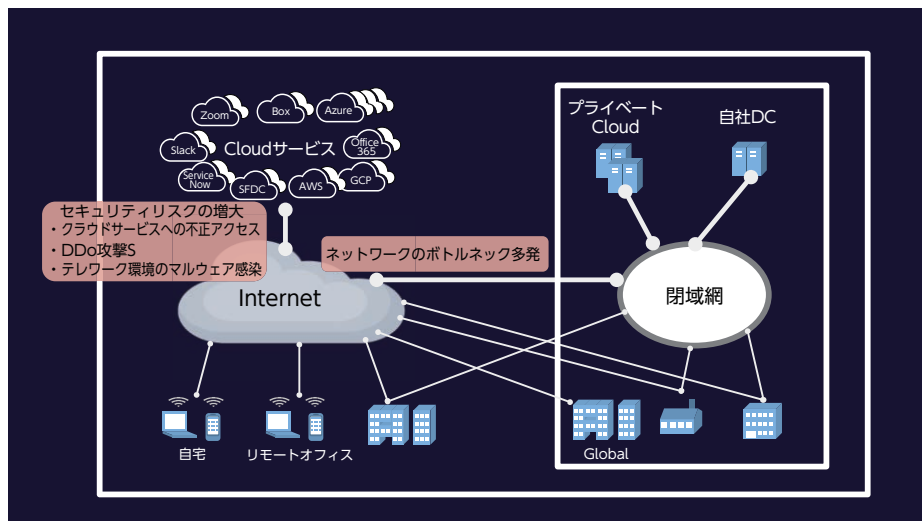 Zoom
Box
Azure
プライベート
Cloud
自社DC
Slack
Cloudサービス
Office
365
Service
Now
SFDC
AWS
GCP
セキュリティリスクの増大
・クラウドサービスへの不正アクセス
・DDo攻撃S
・テレワーク環境のマルウェア感染
ネットワークのボトルネック多発
Internet
閉域網
自宅
リモートオフィス
Global